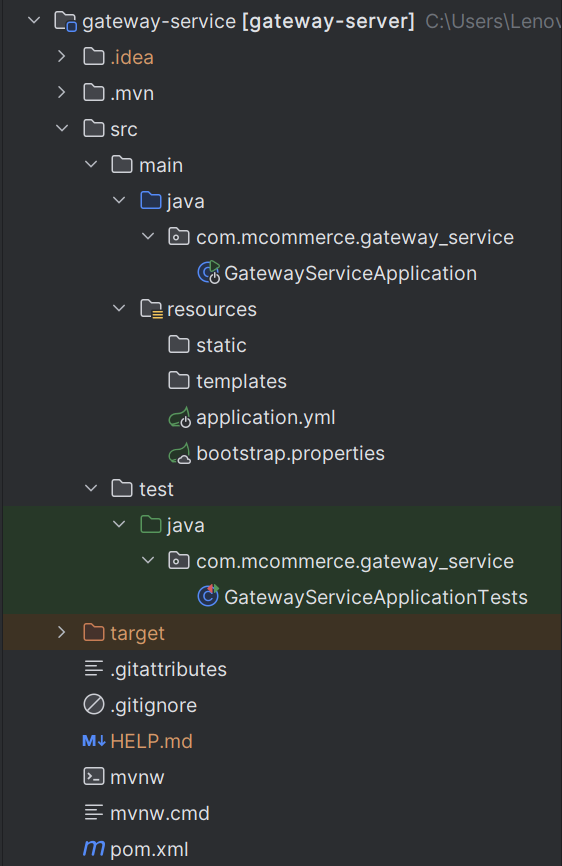 gateway-service [gateway-server] C:\Users\Lenov
.idea
.mvn
src
main
java
com.mcommerce.gateway_service
GatewayServiceApplication
resources
static
templates
application.yml
bootstrap.properties
test
java
com.mcommerce.gateway_service
GatewayServiceApplicationTests
target
.gitattributes
.gitignore
M↓ HELP.md
mvnw
mvnw.cmd
m pom.xml